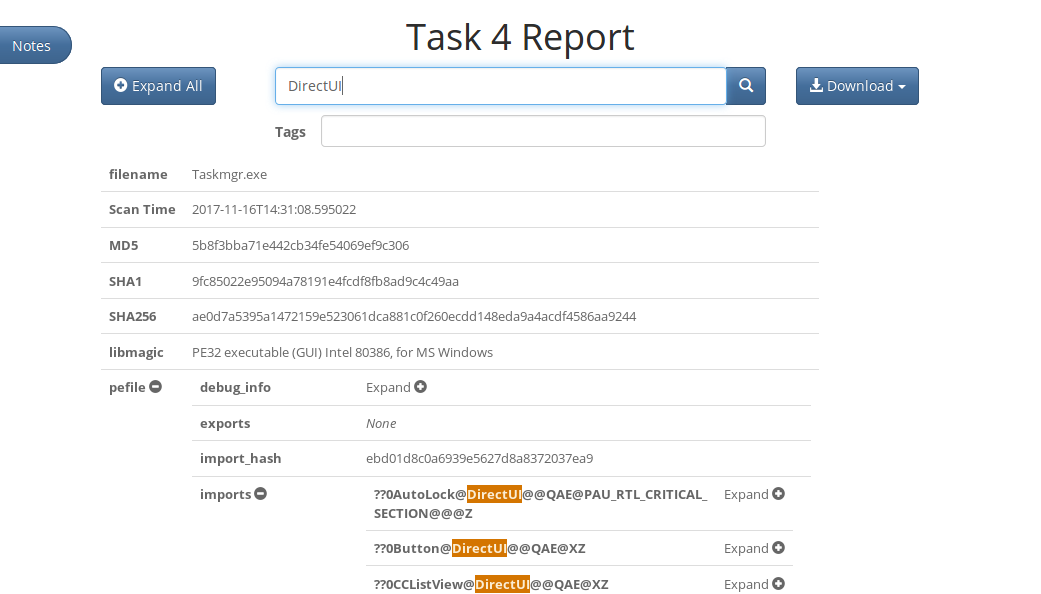 Task 4 Report
Notes
Expand All
DirectUI
Download
Tags
filename Taskmgr.exe
Scan Time 2017-11-16T14:31:08.595022
MD5 5b8f3bba71e442cb34fe54069ef9c306
SHA1 9fc85022e95094a78191e4fcdf8fb8ad9c4c49aa
SHA256 ae0d7a5395a1472159e523061dca881c0f260ecdd148eda9a4acdf4586aa9244
libmagic PE32 executable (GUI) Intel 80386, for MS Windows
pefile debug_info Expand
exports None
import_hash ebd01d8c0a6939e5627d8a8372037ea9
imports ??0AutoLock@DirectUI@@QAE@PAU_RTL_CRITICAL_ Expand
SECTION@@@Z
??0Button@DirectUI@@QAE@XZ Expand
??0CCListView@DirectUI@@QAE@XZ Expand